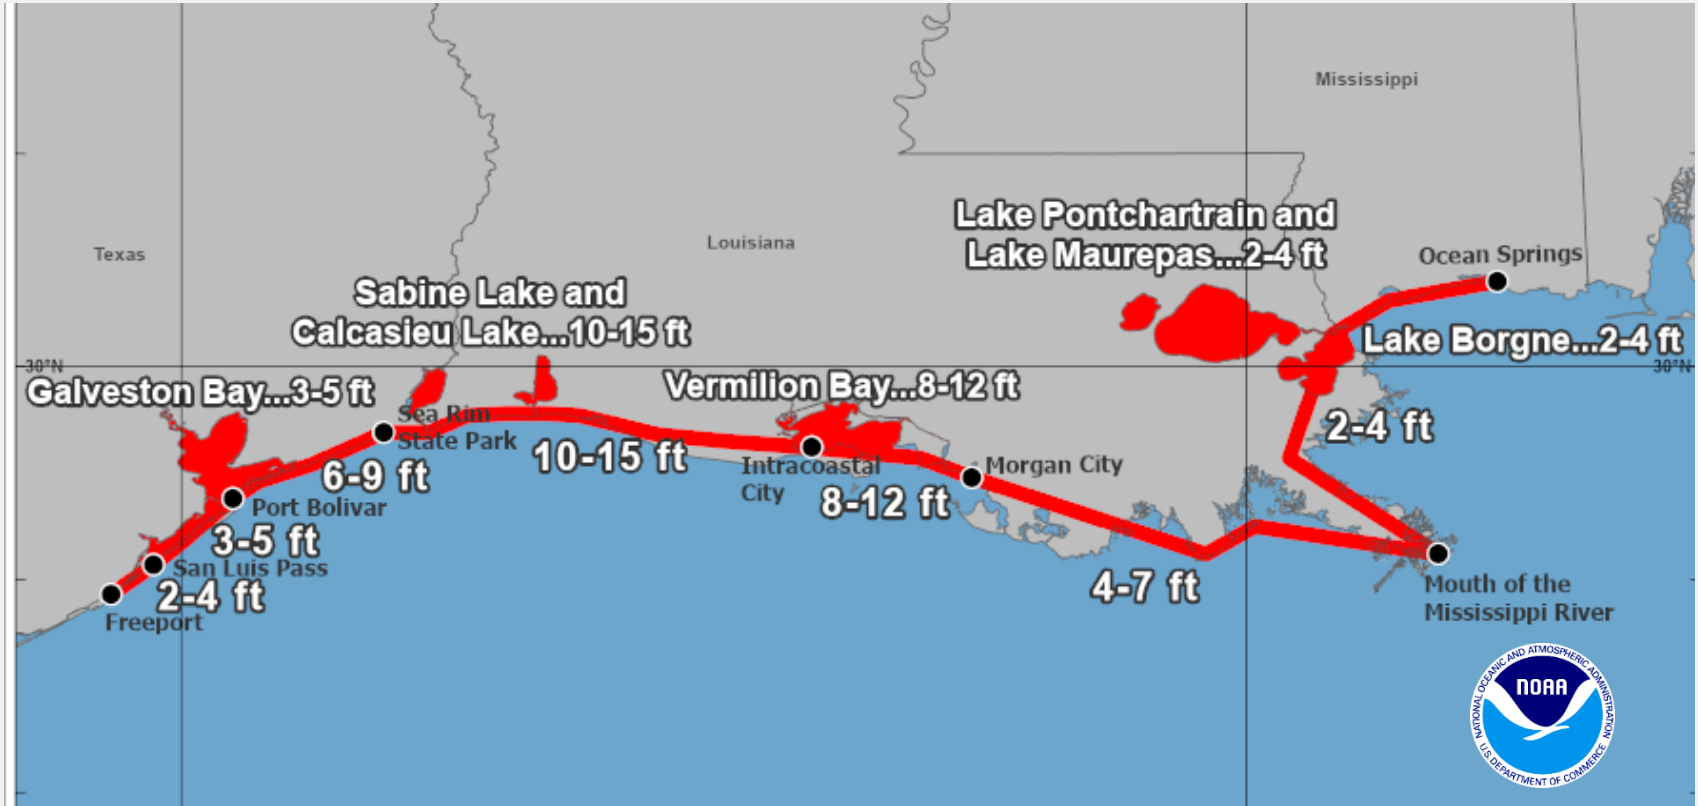 Mississippi
Texas
Louisiana
Lake Pontchartrain and
Lake Maurepas...2-4 ft
Ocean Springs
Sabine Lake and
Calcasieu Lake...10-15 ft
Lake Borgne...2-4 ft
30°N
30°N
Galveston Bay...3-5 ft
Vermilion Bay...8-12 ft
Sea Rim
State Park
2-4 ft
10-15 ft
6-9 ft
Intracoastal
City
Morgan City
8-12 ft
Port Bolivar
3-5 ft
San Luis Pass
2-4 ft
Freeport
4-7 ft
Mouth of the
Mississippi River
NATIONAL OCEANIC AND ATMOSPHERIC ADMINISTRATION
NOAA
U.S. DEPARTMENT OF COMMERCE